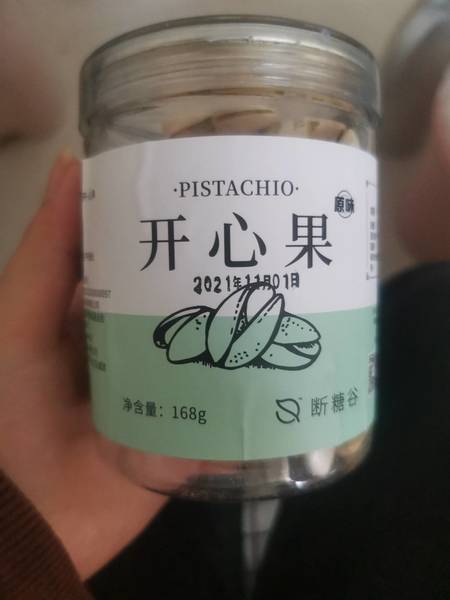 ·PISTACHIO·
开心果
原味
2021年11月01日
净含量：168g
断糖谷